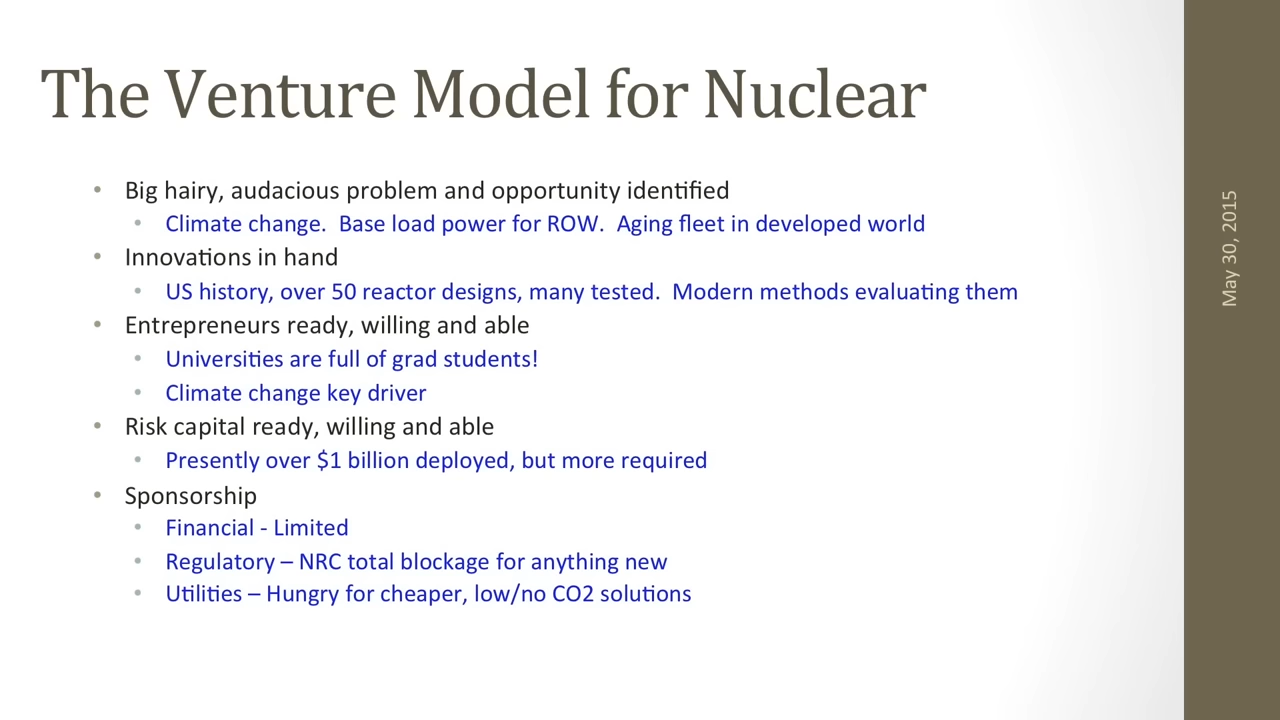 The Venture Model for Nuclear
• Big hairy, audacious problem and opportunity identified
• Climate change.  Base load power for ROW.  Aging fleet in developed world
• Innovations in hand
• US history, over 50 reactor designs, many tested.  Modern methods evaluating them
• Entrepreneurs ready, willing and able
• Universities are full of grad students!
• Climate change key driver
• Risk capital ready, willing and able
• Presently over $1 billion deployed, but more required
• Sponsorship
• Financial - Limited
• Regulatory – NRC total blockage for anything new
• Utilities – Hungry for cheaper, low/no CO2 solutions
May 30, 2015